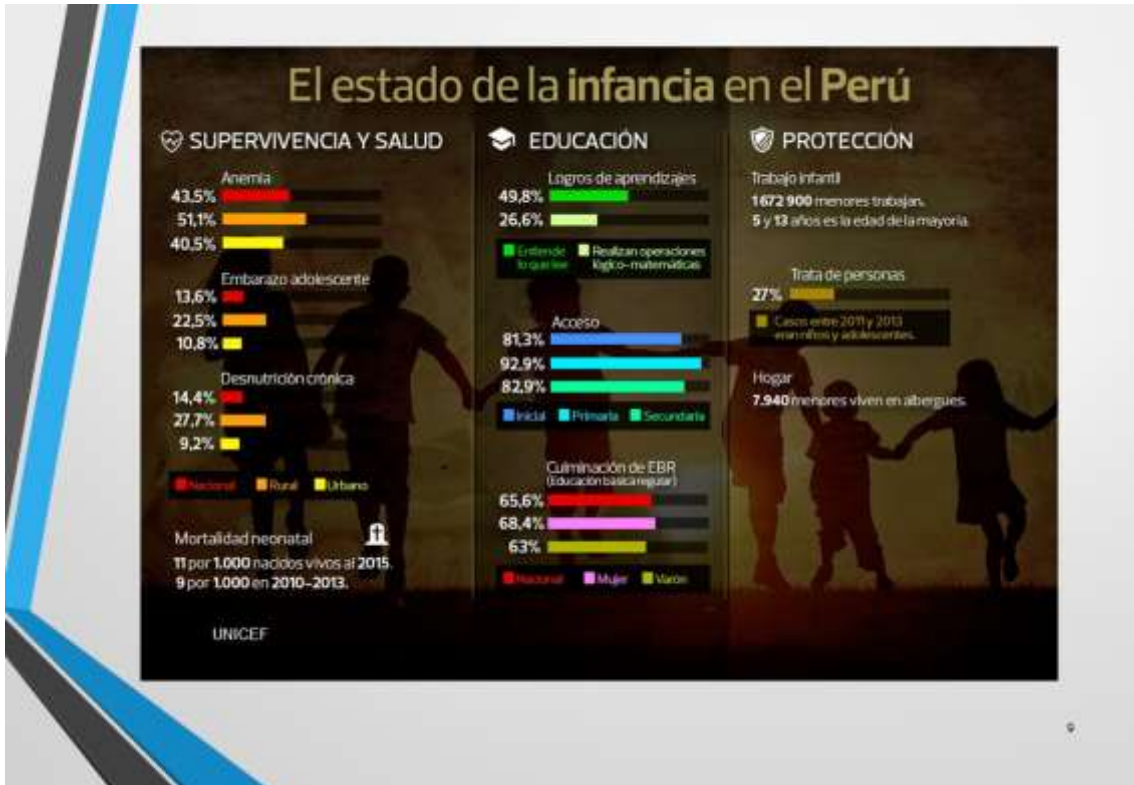 El estado de la infancia en el Perú
SUPERVIVENCIA Y SALUD
Anemia
43,5%
51,1%
40,5%
Embarazo adolescente
13,6%
22,5%
10,8%
Desnutrición crónica
14,4%
27,7%
9,2%
Nacional Rural Urbano
Mortalidad neonatal
11 por 1.000 nacidos vivos al 2015.
9 por 1.000 en 2010-2013.
UNICEF
EDUCACIÓN
Logros de aprendizajes
49,8%
26,6%
Entiende
lo que lee
Realizan operaciones
lógico-matemáticas
Acceso
81,3%
92,9%
82,9%
Inicial Primaria Secundaria
Culminación de EBR
(Educación básica regular)
65,6%
68,4%
63%
Nacional Mujer Varón
PROTECCIÓN
Trabajo infantil
1 672 900 menores trabajan.
5 y 13 años es la edad de la mayoría.
Trata de personas
27%
Casos entre 2011 y 2013
eran niños y adolescentes.
Hogar
7.940 menores viven en albergues.
9